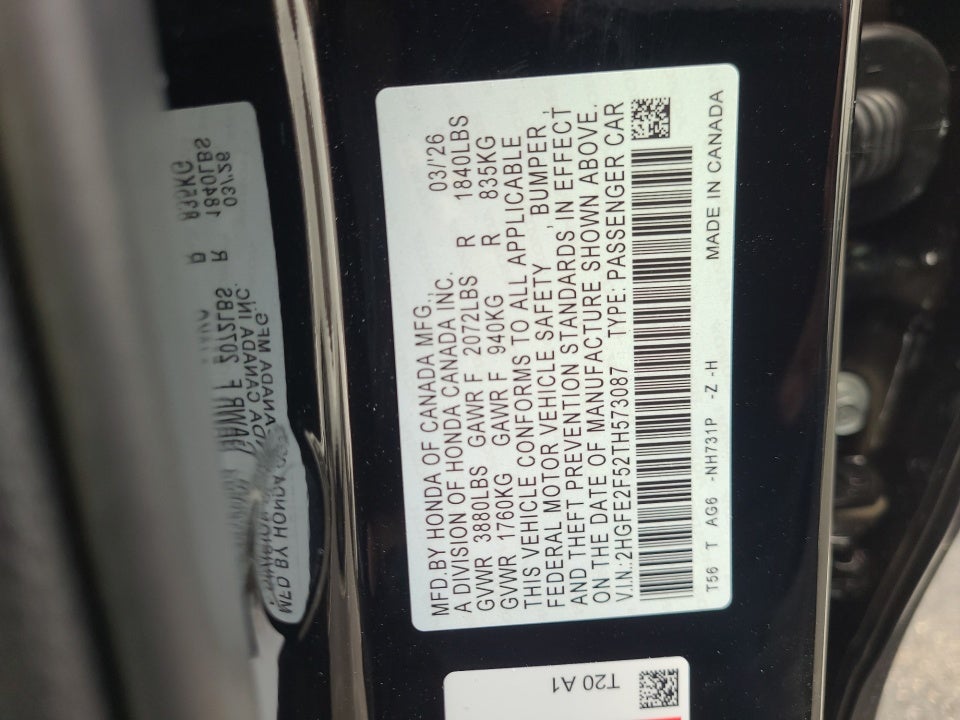 MFD.BY HONDA OF CANADA MFG., 03/'26
A DIVISION OF HONDA CANADA INC.
GVWR 3880LBS GAWR F 2072LBS R 1840LBS
GVWR 1760KG GAWR F 940KG R 835KG
THIS VEHICLE CONFORMS TO ALL APPLICABLE
FEDERAL MOTOR VEHICLE SAFETY ,BUMPER ,
AND THEFT PREVENTION STANDARDS IN EFFECT
ON THE DATE OF MANUFACTURE SHOWN ABOVE.
V.I.N.:2HGFE2F52TH573087 TYPE: PASSENGER CAR
T56 T AG6 -NH731P -Z -H MADE IN CANADA
T20 A1